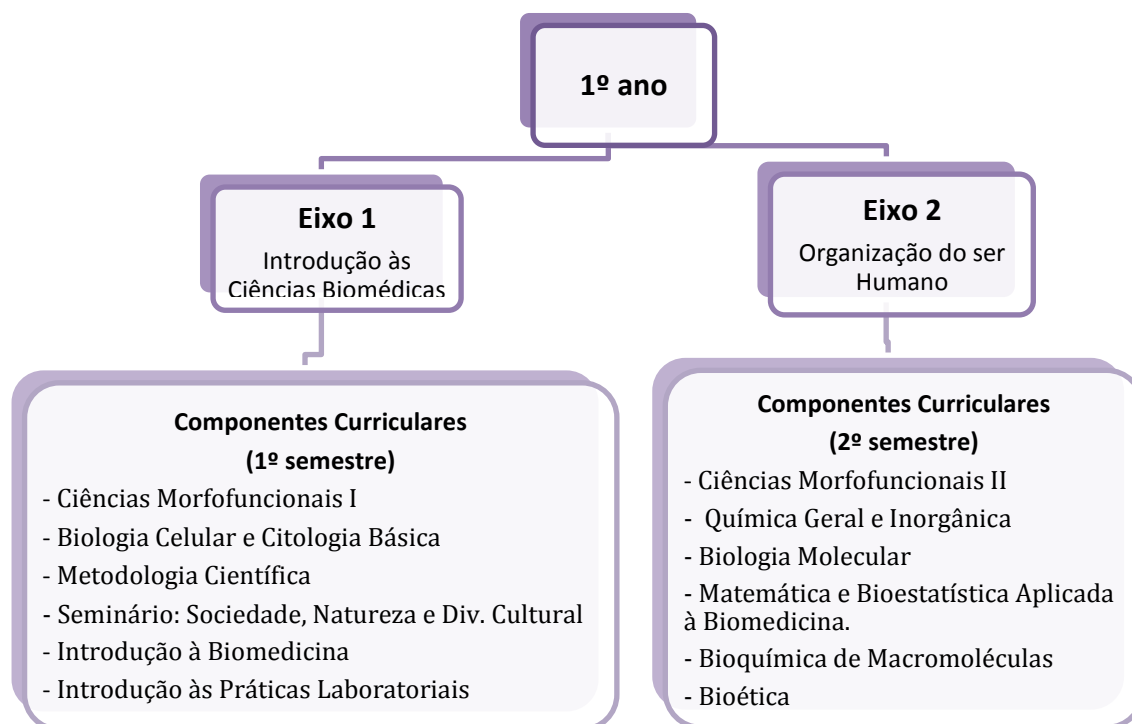 1º ano
Eixo 1
Introdução às
Ciências Biomédicas
Eixo 2
Organização do ser
Humano
Componentes Curriculares
(1º semestre)
- Ciências Morfofuncionais I
- Biologia Celular e Citologia Básica
- Metodologia Científica
- Seminário: Sociedade, Natureza e Div. Cultural
- Introdução à Biomedicina
- Introdução às Práticas Laboratoriais
Componentes Curriculares
(2º semestre)
- Ciências Morfofuncionais II
- Química Geral e Inorgânica
- Biologia Molecular
- Matemática e Bioestatística Aplicada
à Biomedicina.
- Bioquímica de Macromoléculas
- Bioética